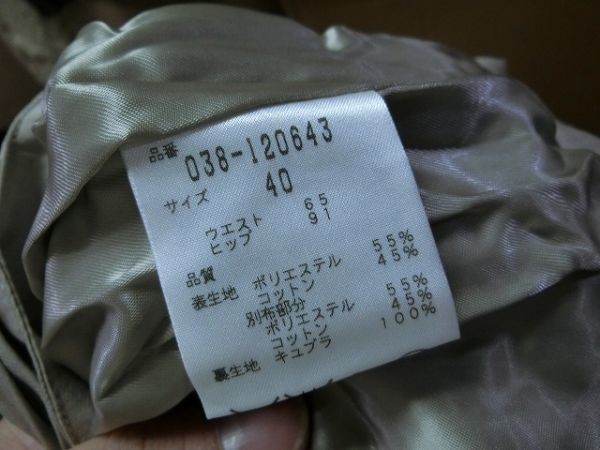 品番 038-120643
サイズ 40
ウエスト 65
ヒップ 91
品質
表生地 ポリエステル 55%
コットン 45%
別布部分
ポリエステル 55%
コットン 45%
裏生地 キュプラ 100%